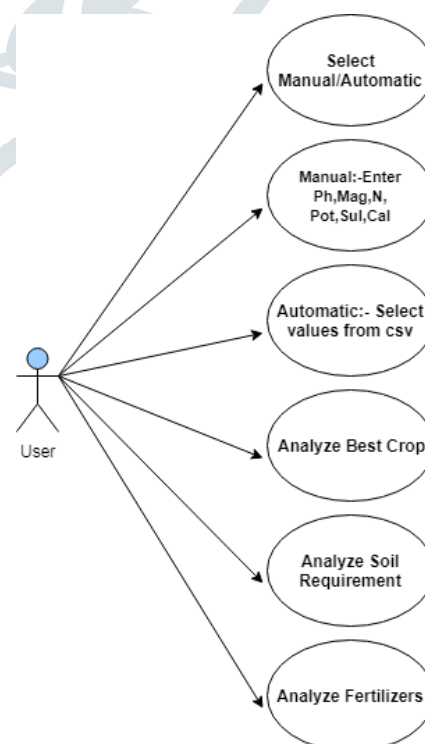 Select
Manual/Automatic
Manual:-Enter
Ph,Mag,N,
Pot,Sul,Cal
Automatic:- Select
values from csv
User
Analyze Best Crop
Analyze Soil
Requirement
Analyze Fertilizers